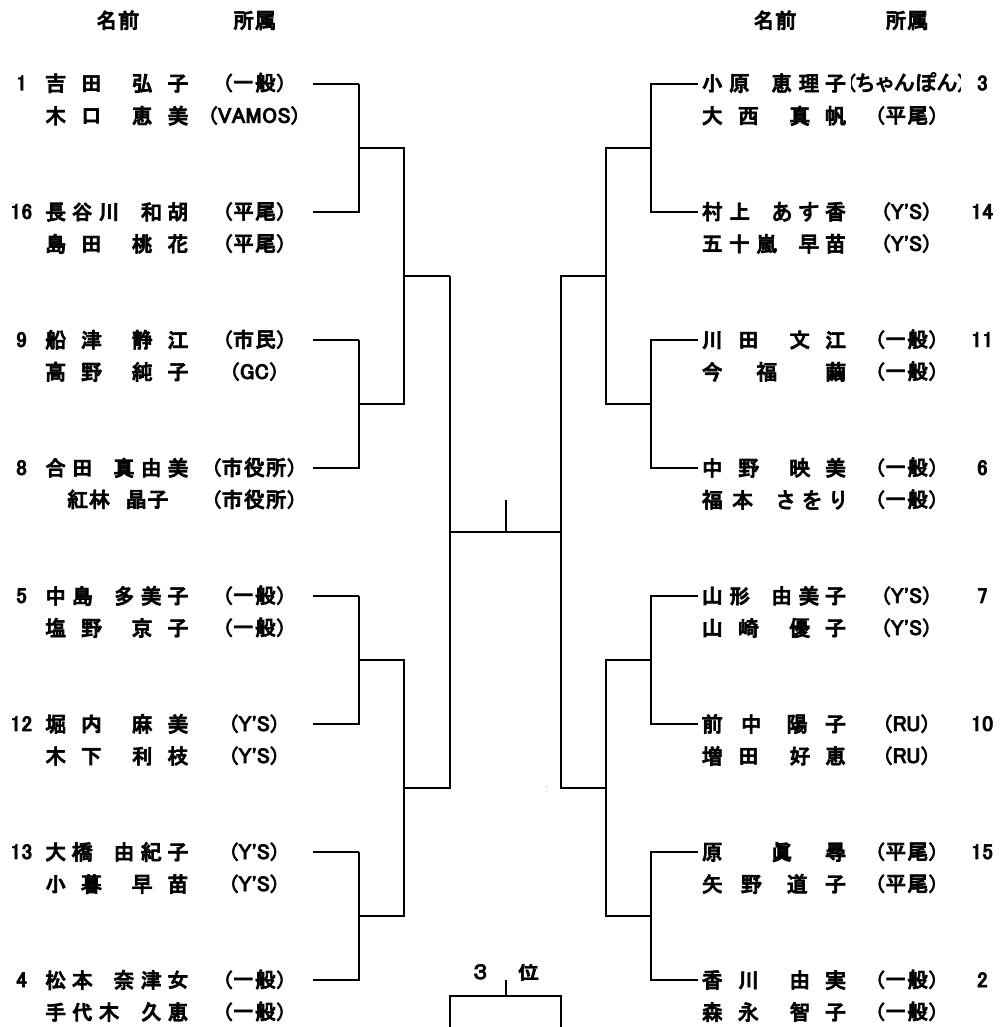 名前 所属 名前 所属
1 吉田 弘子 (一般) 小原 恵理子 (ちゃんぽん) 3
木口 恵美 (VAMOS) 大西 真帆 (平尾)
16 長谷川 和胡 (平尾) 村上 あす香 (Y'S) 14
島田 桃花 (平尾) 五十嵐 早苗 (Y'S)
9 船津 静江 (市民) 川田 文江 (一般) 11
高野 純子 (GC) 今福 繭 (一般)
8 合田 真由美 (市役所) 中野 映美 (一般) 6
紅林 晶子 (市役所) 福本 さをり (一般)
5 中島 多美子 (一般) 山形 由美子 (Y'S) 7
塩野 京子 (一般) 山崎 優子 (Y'S)
12 堀内 麻美 (Y'S) 前中 陽子 (RU) 10
木下 利枝 (Y'S) 増田 好恵 (RU)
13 大橋 由紀子 (Y'S) 原 眞尋 (平尾) 15
小暮 早苗 (Y'S) 矢野 道子 (平尾)
3 位
4 松本 奈津女 (一般) 香川 由実 (一般) 2
手代木 久恵 (一般) 森永 智子 (一般)